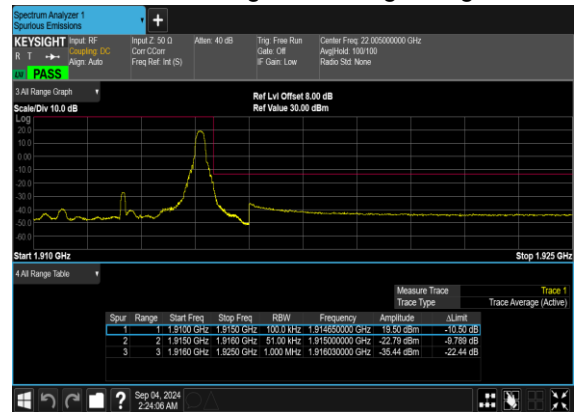 Spectrum Analyzer 1
Spurious Emissions
KEYSIGHT
R T
Input: RF
Coupling: DC
Align: Auto
Input Z: 50 Ω
Corr CCorr
Freq Ref: Int (S)
Atten: 40 dB
Trig: Free Run
Gate: Off
IF Gain: Low
Center Freq: 22.005000000 GHz
Avg|Hold: 100/100
Radio Std: None
PASS
3 All Range Graph
Ref Lvl Offset 8.00 dB
Scale/Div 10.0 dB
Ref Value 30.00 dBm
Log
20.0
10.0
0.00
-10.0
-20.0
-30.0
-40.0
-50.0
-60.0
Start 1.910 GHz
Stop 1.925 GHz
4 All Range Table
Measure Trace Trace 1
Trace Type Trace Average (Active)
Spur Range Start Freq Stop Freq RBW Frequency Amplitude ΔLimit
1 1 1.9100 GHz 1.9150 GHz 100.0 kHz 1.914650000 GHz 19.50 dBm -10.50 dB
2 2 1.9150 GHz 1.9160 GHz 51.00 kHz 1.915000000 GHz -22.79 dBm -9.789 dB
3 3 1.9160 GHz 1.9250 GHz 1.000 MHz 1.916030000 GHz -35.44 dBm -22.44 dB
Sep 04, 2024
2:24:06 AM